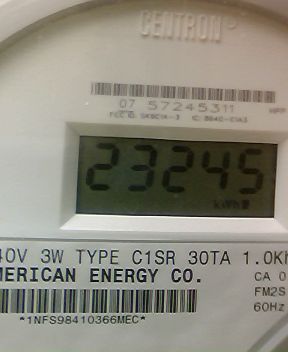 CENTRON
07 57245311
23245
kWh
40V 3W TYPE C1SR 30TA 1.0Kh
MERICAN ENERGY CO.
CA 0
FM2S
60Hz
*1NFS98410366MEC*